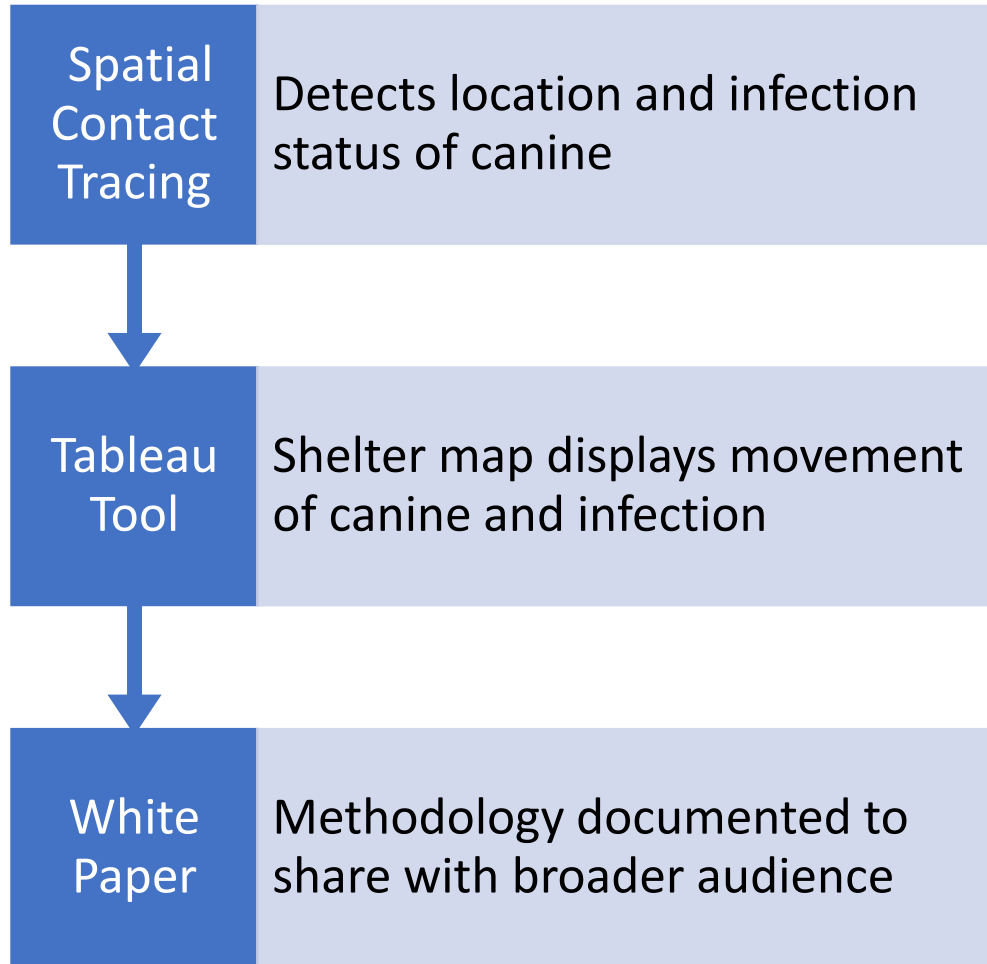 Spatial
Contact
Tracing
Detects location and infection
status of canine
Tableau
Tool
Shelter map displays movement
of canine and infection
White
Paper
Methodology documented to
share with broader audience